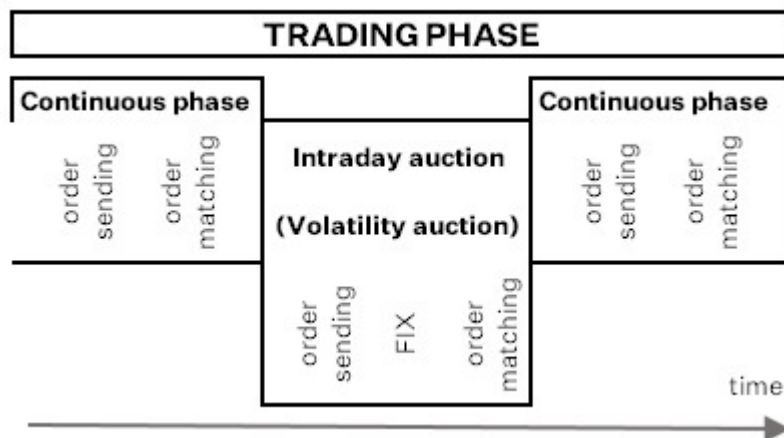 TRADING PHASE
Continuous phase
order
sending
order
matching
Intraday auction
(Volatility auction)
order
sending
FIX
order
matching
Continuous phase
order
sending
order
matching
time